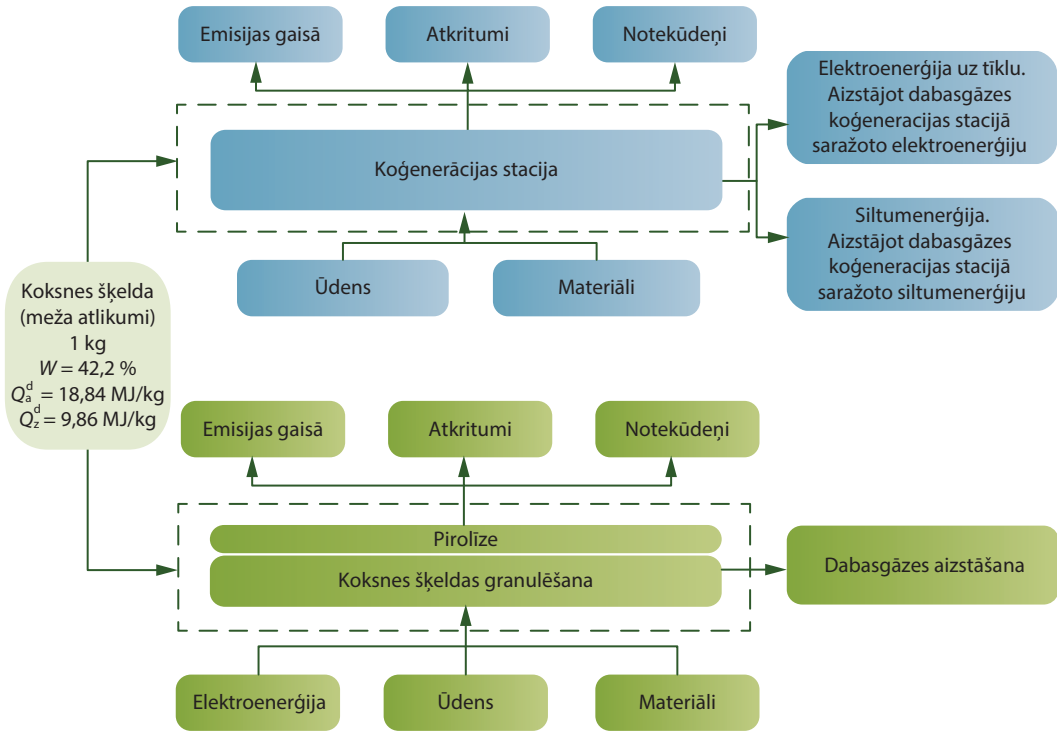 Emisijas gaisā
Atkritumi
Notekūdeņi
Elektroenerģija uz tīklu.
Aizstājot dabasgāzes
koģeneracijas stacijā
saražoto elektroenerģiju
Koģenerācijas stacija
Siltumenerģija.
Aizstājot dabasgāzes
koģeneracijas stacijā
saražoto siltumenerģiju
Ūdens
Materiāli
Koksnes šķelda
(meža atlikumi)
1 kg
W = 42,2 %
Q_a^d = 18,84 MJ/kg
Q_z^d = 9,86 MJ/kg
Emisijas gaisā
Atkritumi
Notekūdeņi
Pirolīze
Koksnes šķeldas granulēšana
Dabasgāzes aizstāšana
Elektroenerģija
Ūdens
Materiāli